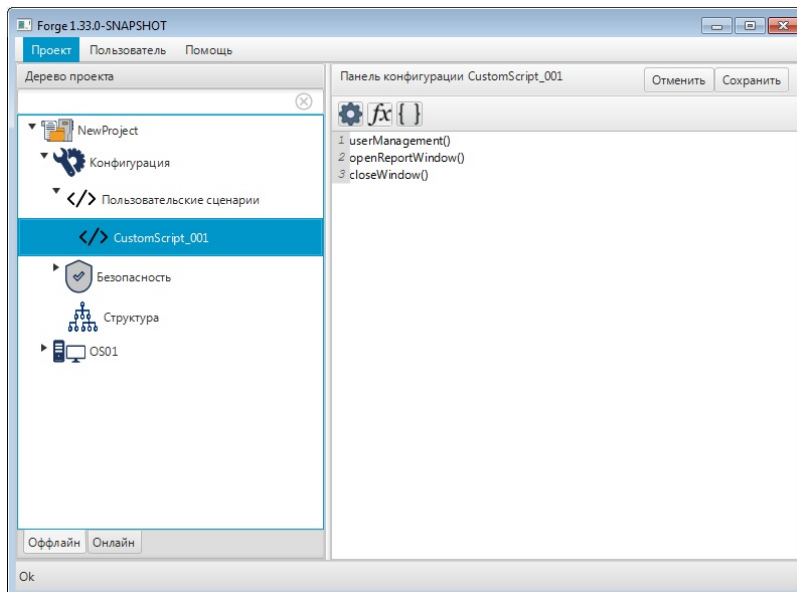 Forge 1.33.0-SNAPSHOT
Проект Пользователь Помощь
Дерево проекта
NewProject
Конфигурация
</> Пользовательские сценарии
</> CustomScript_001
Безопасность
Структура
OS01
Оффлайн Онлайн
Панель конфигурации CustomScript_001 Отменить Сохранить
fx { }
1 userManagement()
2 openReportWindow()
3 closeWindow()
Ok